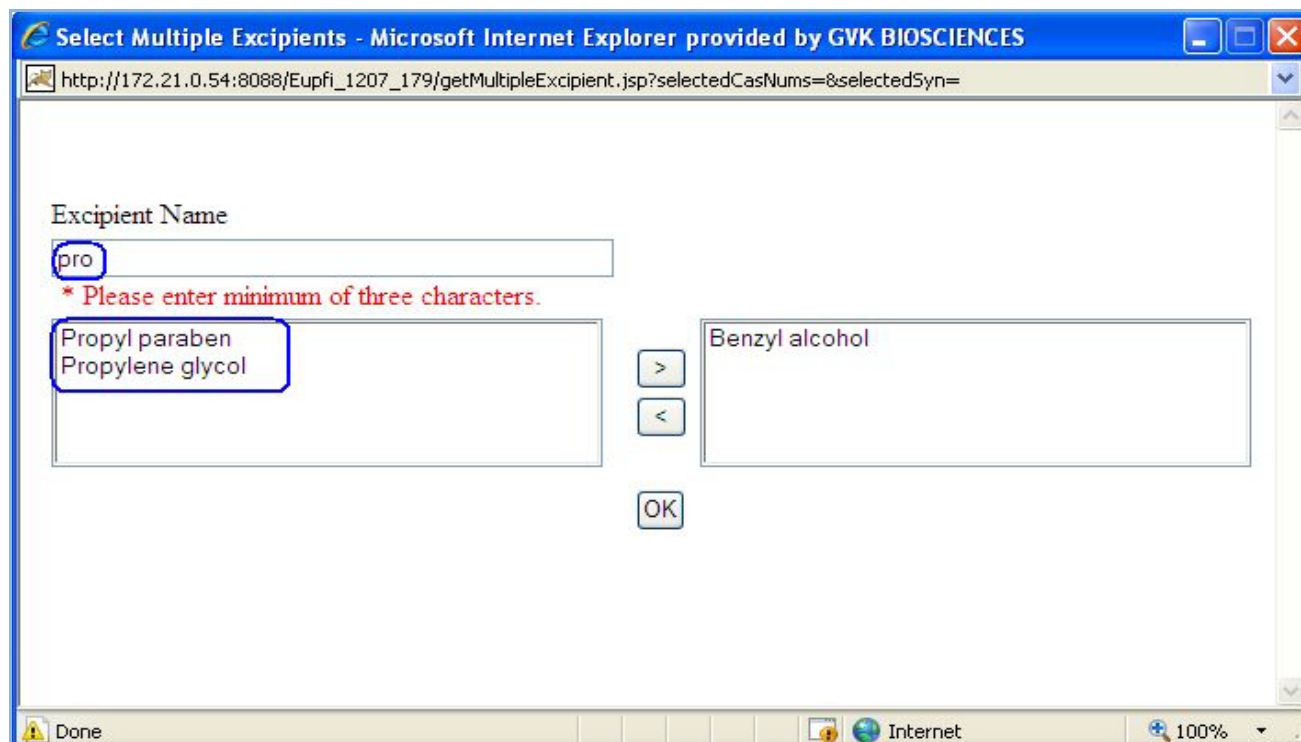 Select Multiple Excipients - Microsoft Internet Explorer provided by GVK BIOSCIENCES
http://172.21.0.54:8088/Eupfi_1207_179/getMultipleExcipient.jsp?selectedCasNums=&selectedSyn=
Excipient Name
pro
* Please enter minimum of three characters.
Propyl paraben
Propylene glycol
>
<
Benzyl alcohol
OK
Done
Internet
100%